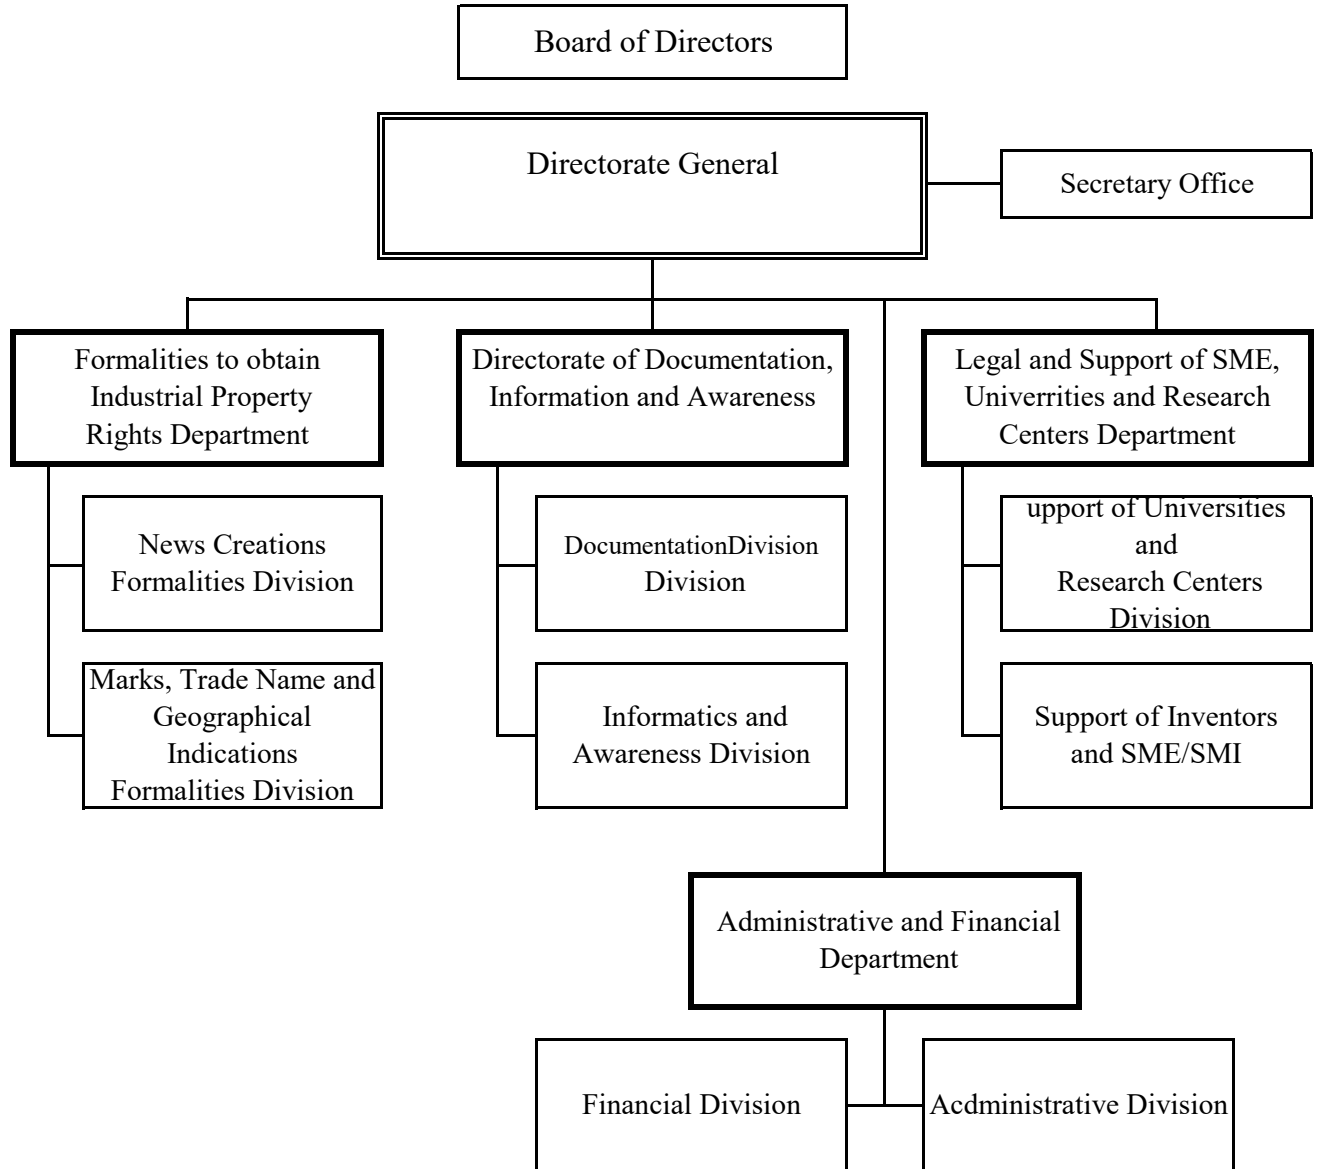 Board of Directors
Directorate General
Secretary Office
Formalities to obtain
Industrial Property
Rights Department
Directorate of Documentation,
Information and Awareness
Legal and Support of SME,
Univerrities and Research
Centers Department
News Creations
Formalities Division
DocumentationDivision
Division
upport of Universities
and
Research Centers
Division
Marks, Trade Name and
Geographical
Indications
Formalities Division
Informatics and
Awareness Division
Support of Inventors
and SME/SMI
Administrative and Financial
Department
Financial Division
Acdministrative Division